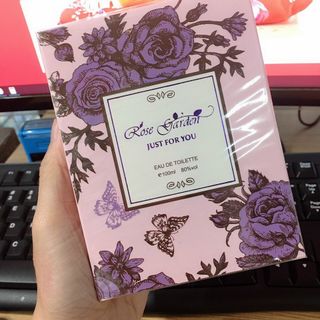 Rose Garden
JUST FOR YOU
EAU DE TOILETTE
℮100ml 80%vol